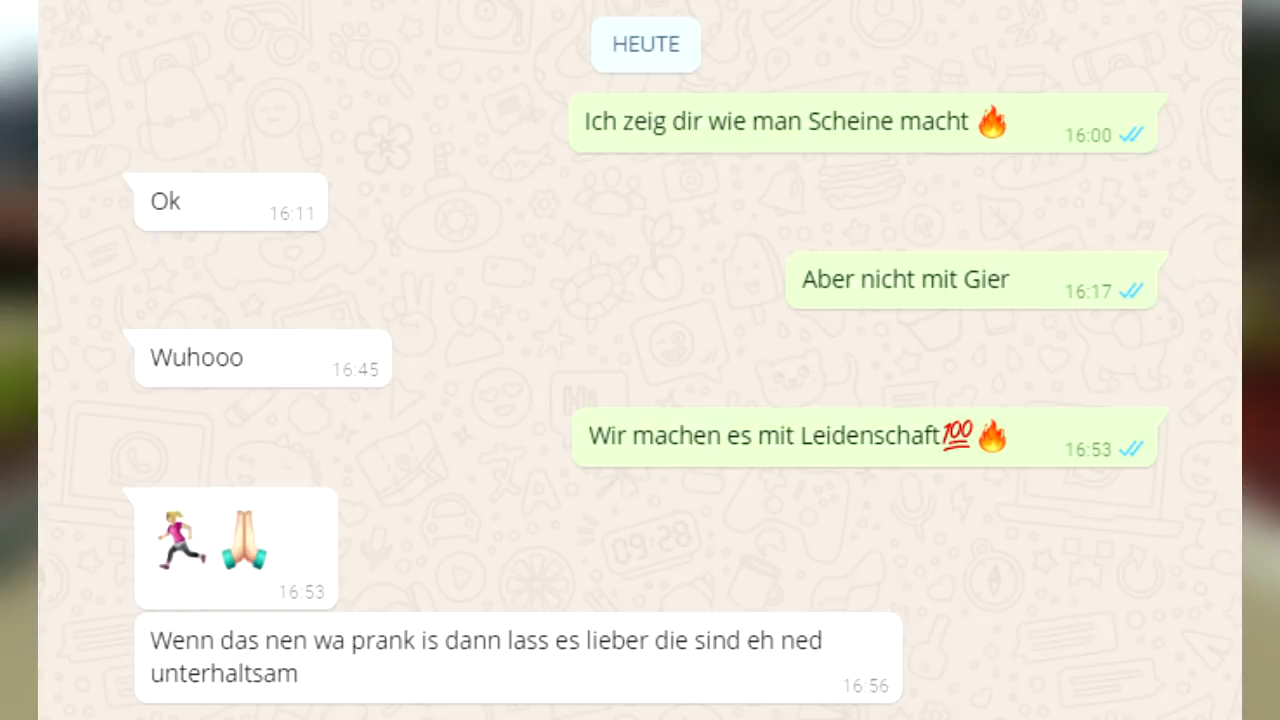 HEUTE
Ich zeig dir wie man Scheine macht 🔥
16:00
Ok
16:11
Aber nicht mit Gier
16:17
Wuhooo
16:45
Wir machen es mit Leidenschaft💯🔥
16:53
🏃🏼‍♀️🙏🏻
16:53
Wenn das nen wa prank is dann lass es lieber die sind eh ned
unterhaltsam
16:56